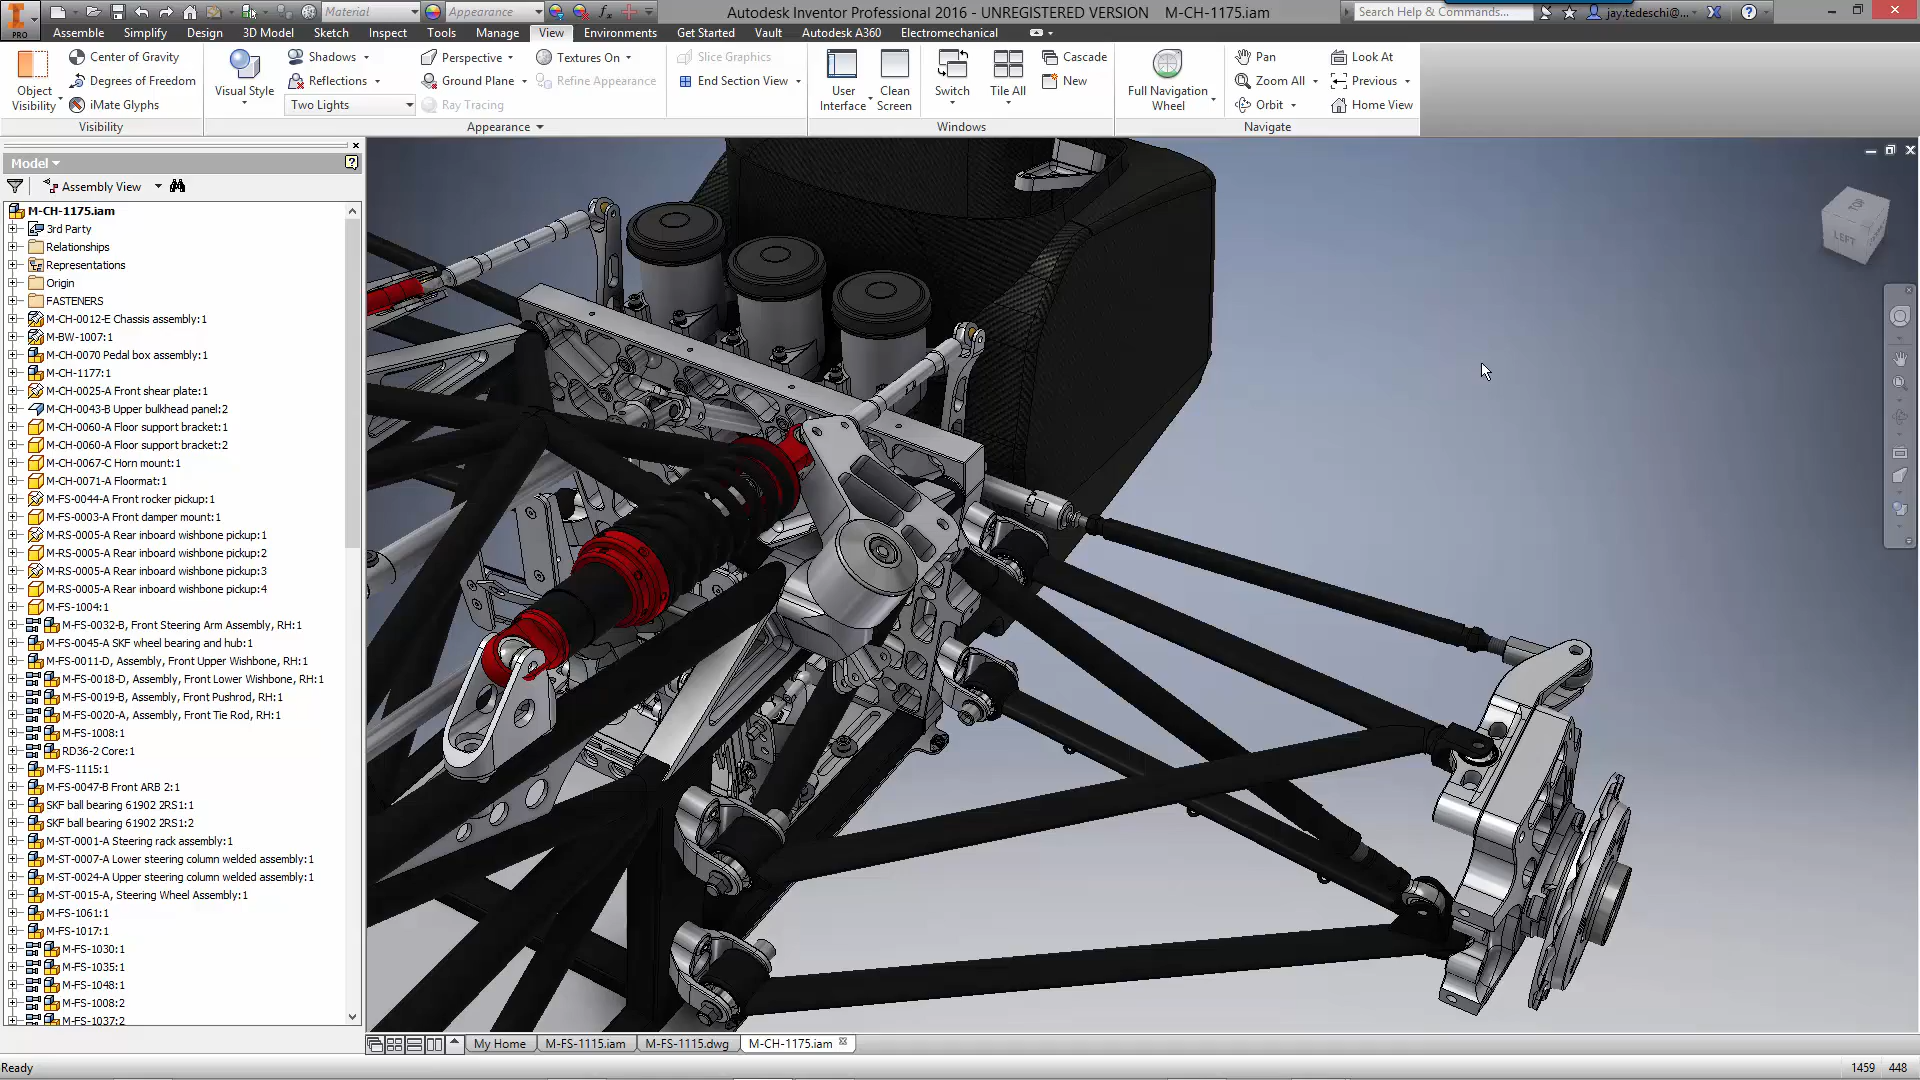 Material
Appearance
Autodesk Inventor Professional 2016 - UNREGISTERED VERSION M-CH-1175.iam
Search Help & Commands...
jay.tedeschi@...
PRO
Assemble
Simplify
Design
3D Model
Sketch
Inspect
Tools
Manage
View
Environments
Get Started
Vault
Autodesk A360
Electromechanical
Object Visibility
Center of Gravity
Degrees of Freedom
iMate Glyphs
Visibility
Visual Style
Shadows
Reflections
Two Lights
Perspective
Ground Plane
Ray Tracing
Textures On
Refine Appearance
Appearance
Slice Graphics
End Section View
User Interface
Clean Screen
Switch
Tile All
Cascade
New
Windows
Full Navigation Wheel
Pan
Zoom All
Orbit
Look At
Previous
Home View
Navigate
Model
Assembly View
M-CH-1175.iam
3rd Party
Relationships
Representations
Origin
FASTENERS
M-CH-0012-E Chassis assembly:1
M-BW-1007:1
M-CH-0070 Pedal box assembly:1
M-CH-1177:1
M-CH-0025-A Front shear plate:1
M-CH-0043-B Upper bulkhead panel:2
M-CH-0060-A Floor support bracket:1
M-CH-0060-A Floor support bracket:2
M-CH-0067-C Horn mount:1
M-CH-0071-A Floormat:1
M-FS-0044-A Front rocker pickup:1
M-FS-0003-A Front damper mount:1
M-RS-0005-A Rear inboard wishbone pickup:1
M-RS-0005-A Rear inboard wishbone pickup:2
M-RS-0005-A Rear inboard wishbone pickup:3
M-RS-0005-A Rear inboard wishbone pickup:4
M-FS-1004:1
M-FS-0032-B, Front Steering Arm Assembly, RH:1
M-FS-0045-A SKF wheel bearing and hub:1
M-FS-0011-D, Assembly, Front Upper Wishbone, RH:1
M-FS-0018-D, Assembly, Front Lower Wishbone, RH:1
M-FS-0019-B, Assembly, Front Pushrod, RH:1
M-FS-0020-A, Assembly, Front Tie Rod, RH:1
M-FS-1008:1
RD36-2 Core:1
M-FS-1115:1
M-FS-0047-B Front ARB 2:1
SKF ball bearing 61902 2RS1:1
SKF ball bearing 61902 2RS1:2
M-ST-0001-A Steering rack assembly:1
M-ST-0007-A Lower steering column welded assembly:1
M-ST-0024-A Upper steering column welded assembly:1
M-ST-0015-A, Steering Wheel Assembly:1
M-FS-1061:1
M-FS-1017:1
M-FS-1030:1
M-FS-1035:1
M-FS-1048:1
M-FS-1008:2
M-FS-1037:2
TOP
LEFT
My Home
M-FS-1115.iam
M-FS-1115.dwg
M-CH-1175.iam
Ready
1459 448